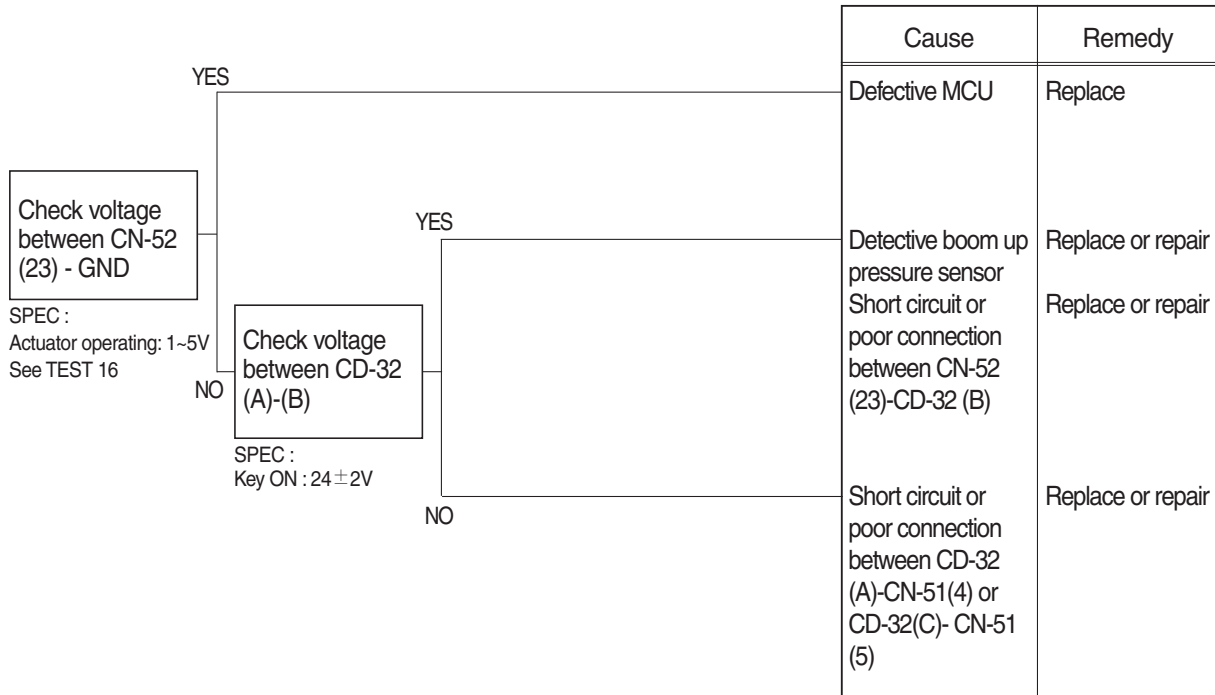 Cause
Remedy
YES
Defective MCU
Replace
Check voltage
between CN-52
(23) - GND
SPEC :
Actuator operating: 1~5V
See TEST 16
YES
Detective boom up
pressure sensor
Replace or repair
Short circuit or
poor connection
between CN-52
(23)-CD-32 (B)
Replace or repair
NO
Check voltage
between CD-32
(A)-(B)
SPEC :
Key ON : 24±2V
NO
Short circuit or
poor connection
between CD-32
(A)-CN-51(4) or
CD-32(C)- CN-51
(5)
Replace or repair